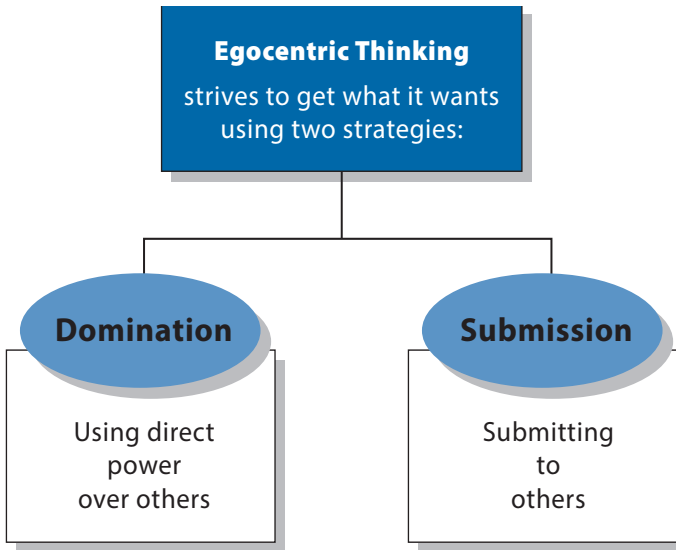 Egocentric Thinking
strives to get what it wants
using two strategies:
Domination
Using direct
power
over others
Submission
Submitting
to
others